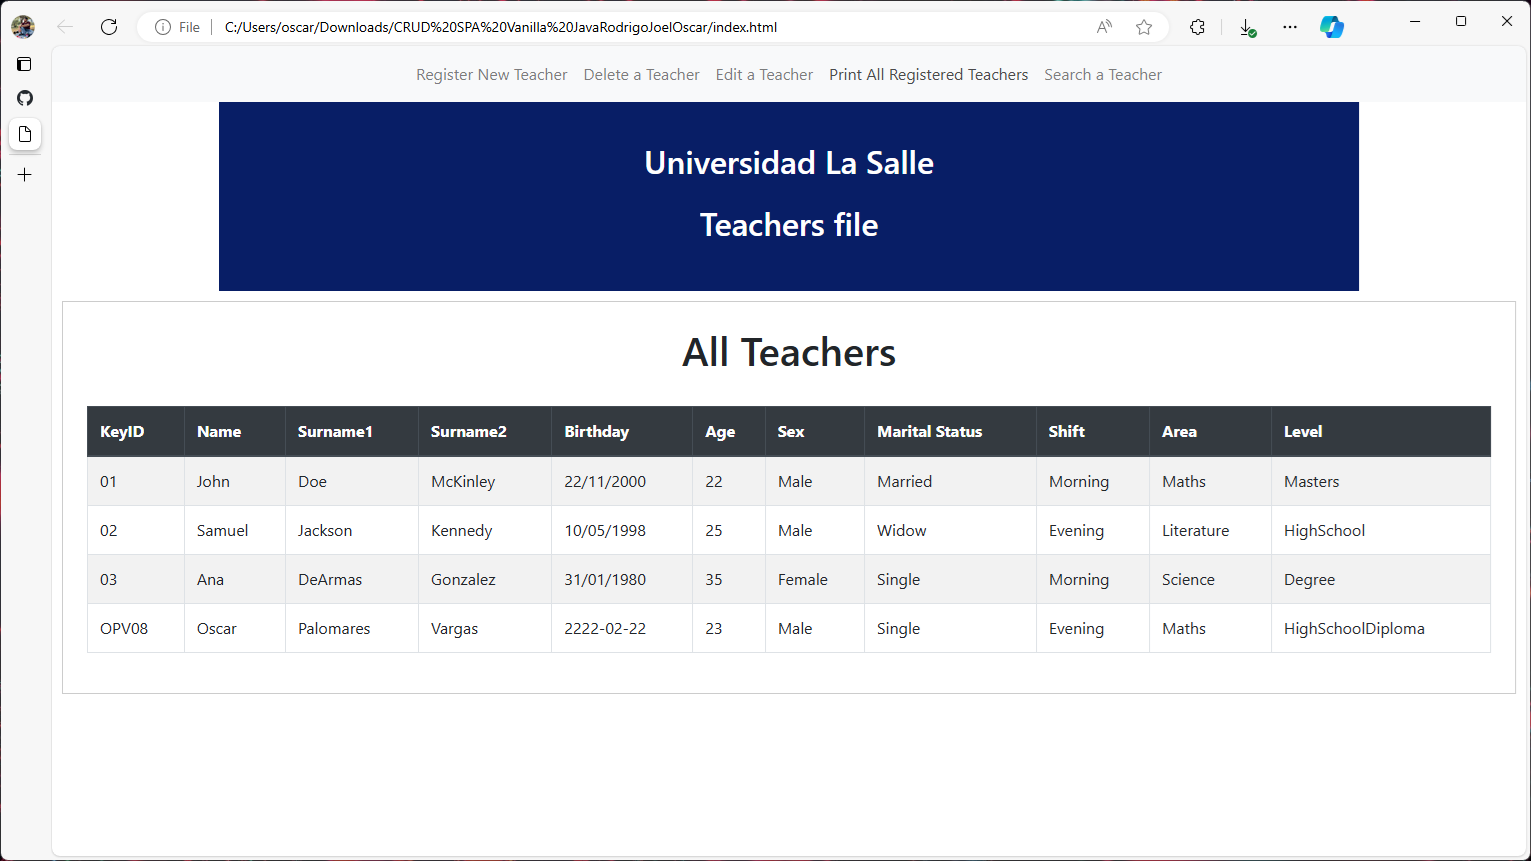 File C:/Users/oscar/Downloads/CRUD%20SPA%20Vanilla%20JavaRodrigoJoelOscar/index.html
Register New Teacher Delete a Teacher Edit a Teacher Print All Registered Teachers Search a Teacher
Universidad La Salle
Teachers file
All Teachers
KeyID Name Surname1 Surname2 Birthday Age Sex Marital Status Shift Area Level
01 John Doe McKinley 22/11/2000 22 Male Married Morning Maths Masters
02 Samuel Jackson Kennedy 10/05/1998 25 Male Widow Evening Literature HighSchool
03 Ana DeArmas Gonzalez 31/01/1980 35 Female Single Morning Science Degree
OPV08 Oscar Palomares Vargas 2222-02-22 23 Male Single Evening Maths HighSchoolDiploma